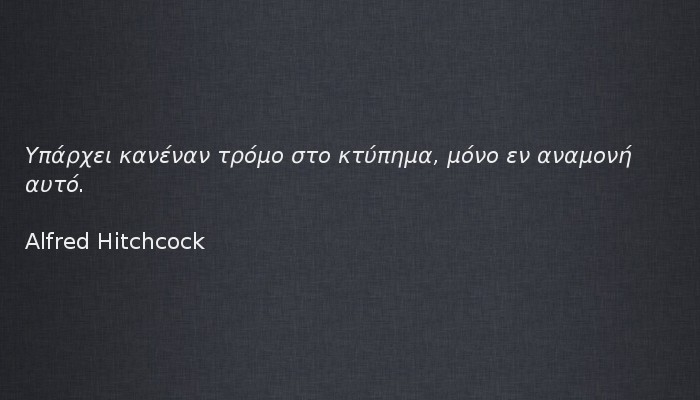 Υπάρχει κανέναν τρόμο στο κτύπημα, μόνο εν αναμονή
αυτό.
Alfred Hitchcock